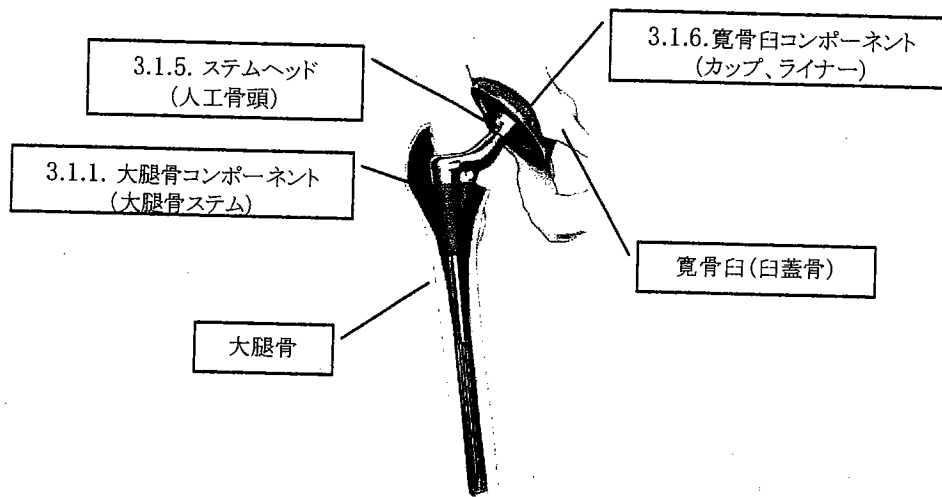 3.1.5. ステムヘッド
(人工骨頭)
3.1.6.寛骨臼コンポーネント
(カップ、ライナー)
3.1.1. 大腿骨コンポーネント
(大腿骨ステム)
寛骨臼(臼蓋骨)
大腿骨